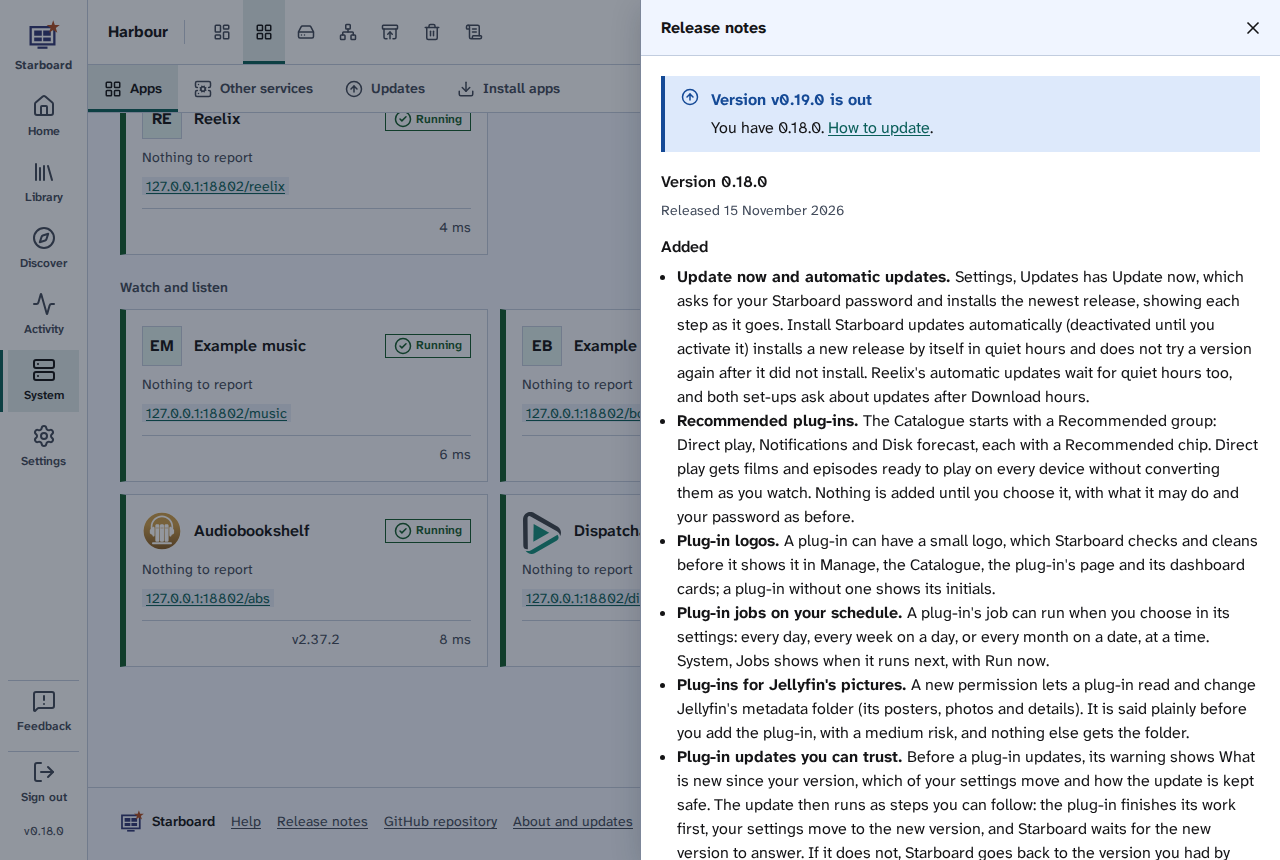 Starboard
Home
Library
Discover
Activity
System
Settings
Feedback
Sign out
v0.18.0
Harbour
Apps
Other services
Updates
Install apps
RE
Reelix
Running
Nothing to report
127.0.0.1:18802/reelix
4 ms
Watch and listen
EM
Example music
Running
Nothing to report
127.0.0.1:18802/music
6 ms
EB
Example
Nothing to report
127.0.0.1:18802/bo
Audiobookshelf
Running
Nothing to report
127.0.0.1:18802/abs
v2.37.2
8 ms
Dispatcha
Nothing to report
127.0.0.1:18802/di
Starboard
Help
Release notes
GitHub repository
About and updates
Release notes
Version v0.19.0 is out
You have 0.18.0. How to update.
Version 0.18.0
Released 15 November 2026
Added
Update now and automatic updates. Settings, Updates has Update now, which
asks for your Starboard password and installs the newest release, showing each
step as it goes. Install Starboard updates automatically (deactivated until you
activate it) installs a new release by itself in quiet hours and does not try a version
again after it did not install. Reelix's automatic updates wait for quiet hours too,
and both set-ups ask about updates after Download hours.
Recommended plug-ins. The Catalogue starts with a Recommended group:
Direct play, Notifications and Disk forecast, each with a Recommended chip. Direct
play gets films and episodes ready to play on every device without converting
them as you watch. Nothing is added until you choose it, with what it may do and
your password as before.
Plug-in logos. A plug-in can have a small logo, which Starboard checks and cleans
before it shows it in Manage, the Catalogue, the plug-in's page and its dashboard
cards; a plug-in without one shows its initials.
Plug-in jobs on your schedule. A plug-in's job can run when you choose in its
settings: every day, every week on a day, or every month on a date, at a time.
System, Jobs shows when it runs next, with Run now.
Plug-ins for Jellyfin's pictures. A new permission lets a plug-in read and change
Jellyfin's metadata folder (its posters, photos and details). It is said plainly before
you add the plug-in, with a medium risk, and nothing else gets the folder.
Plug-in updates you can trust. Before a plug-in updates, its warning shows What
is new since your version, which of your settings move and how the update is kept
safe. The update then runs as steps you can follow: the plug-in finishes its work
first, your settings move to the new version, and Starboard waits for the new
version to answer. If it does not, Starboard goes back to the version you had by